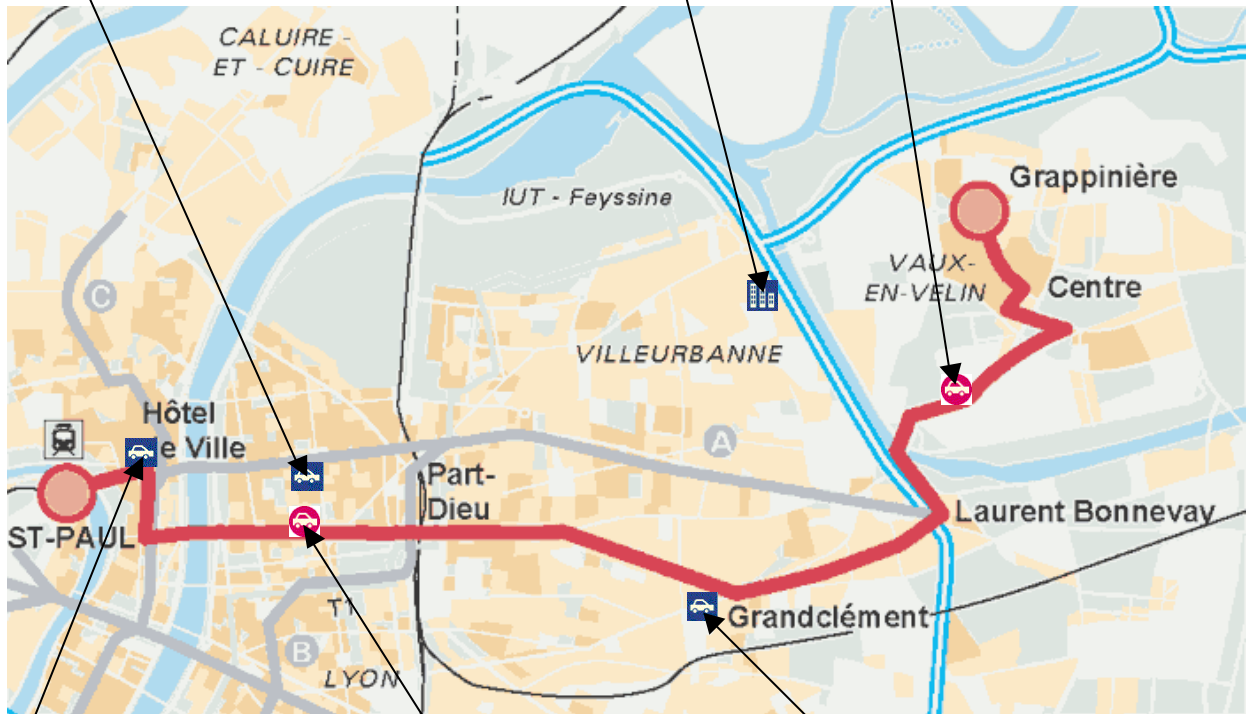 CALUIRE -
ET - CUIRE
IUT - Feyssine
Grappinière
VAUX-
EN-VELIN
Centre
C
VILLEURBANNE
Hôtel
e Ville
A
Part-
Dieu
ST-PAUL
Laurent Bonnevay
T1
Grandclément
B
LYON